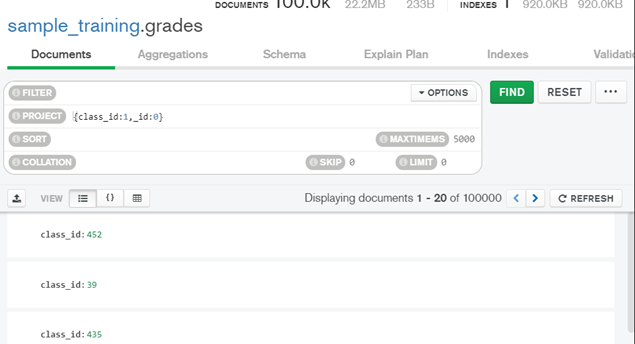 DOCUMENTS 100.0k 22.2MB 233B INDEXES 1 920.0KB 920.0KB
sample_training.grades
Documents Aggregations Schema Explain Plan Indexes
FILTER OPTIONS FIND RESET ...
PROJECT {class_id:1,_id:0}
SORT MAXTIMEMS 5000
COLLATION SKIP 0 LIMIT 0
VIEW {} Displaying documents 1 - 20 of 100000 < > REFRESH
class_id: 452
class_id: 39
class_id: 435